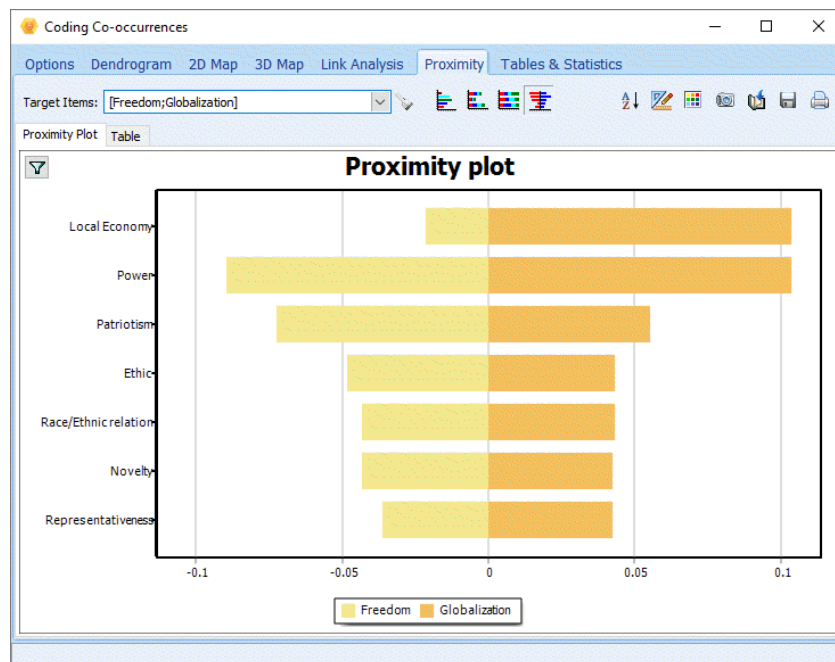 Coding Co-occurrences
Options Dendrogram 2D Map 3D Map Link Analysis Proximity Tables & Statistics
Target Items: [Freedom;Globalization]
Proximity Plot Table
Proximity plot
Local Economy
Power
Patriotism
Ethic
Race/Ethnic relation
Novelty
Representativeness
-0.1 -0.05 0 0.05 0.1
Freedom Globalization